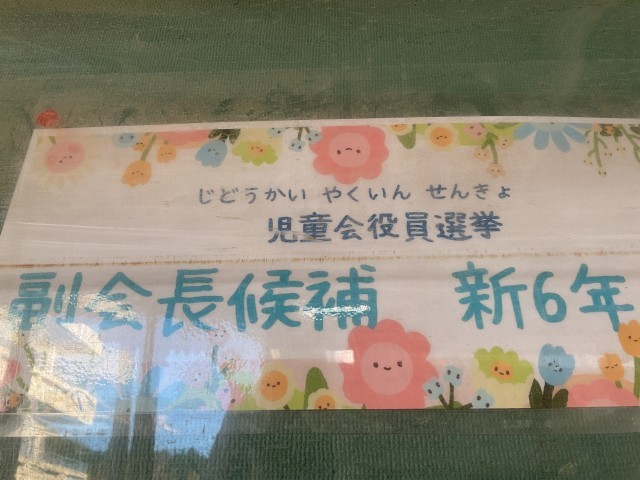 じどうかい やくいん せんきょ
児童会役員選挙
副会長候補 新6年